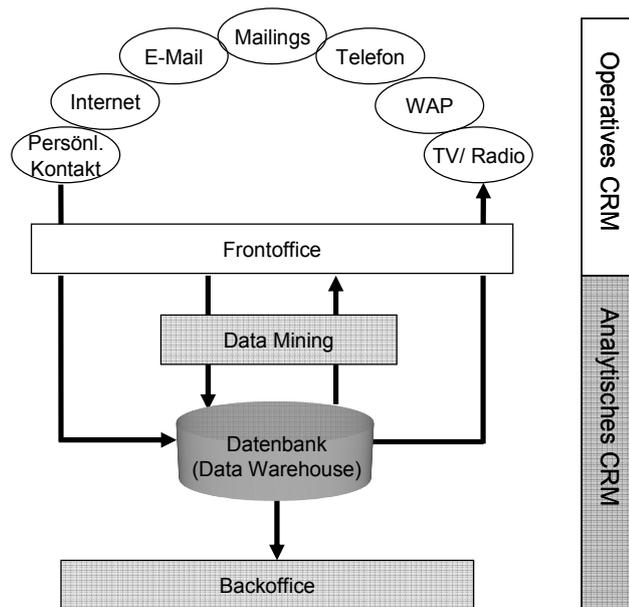 Mailings
E-Mail
Telefon
Internet
WAP
Persönl.
Kontakt
TV/ Radio
Frontoffice
Data Mining
Datenbank
(Data Warehouse)
Backoffice
Operatives CRM
Analytisches CRM